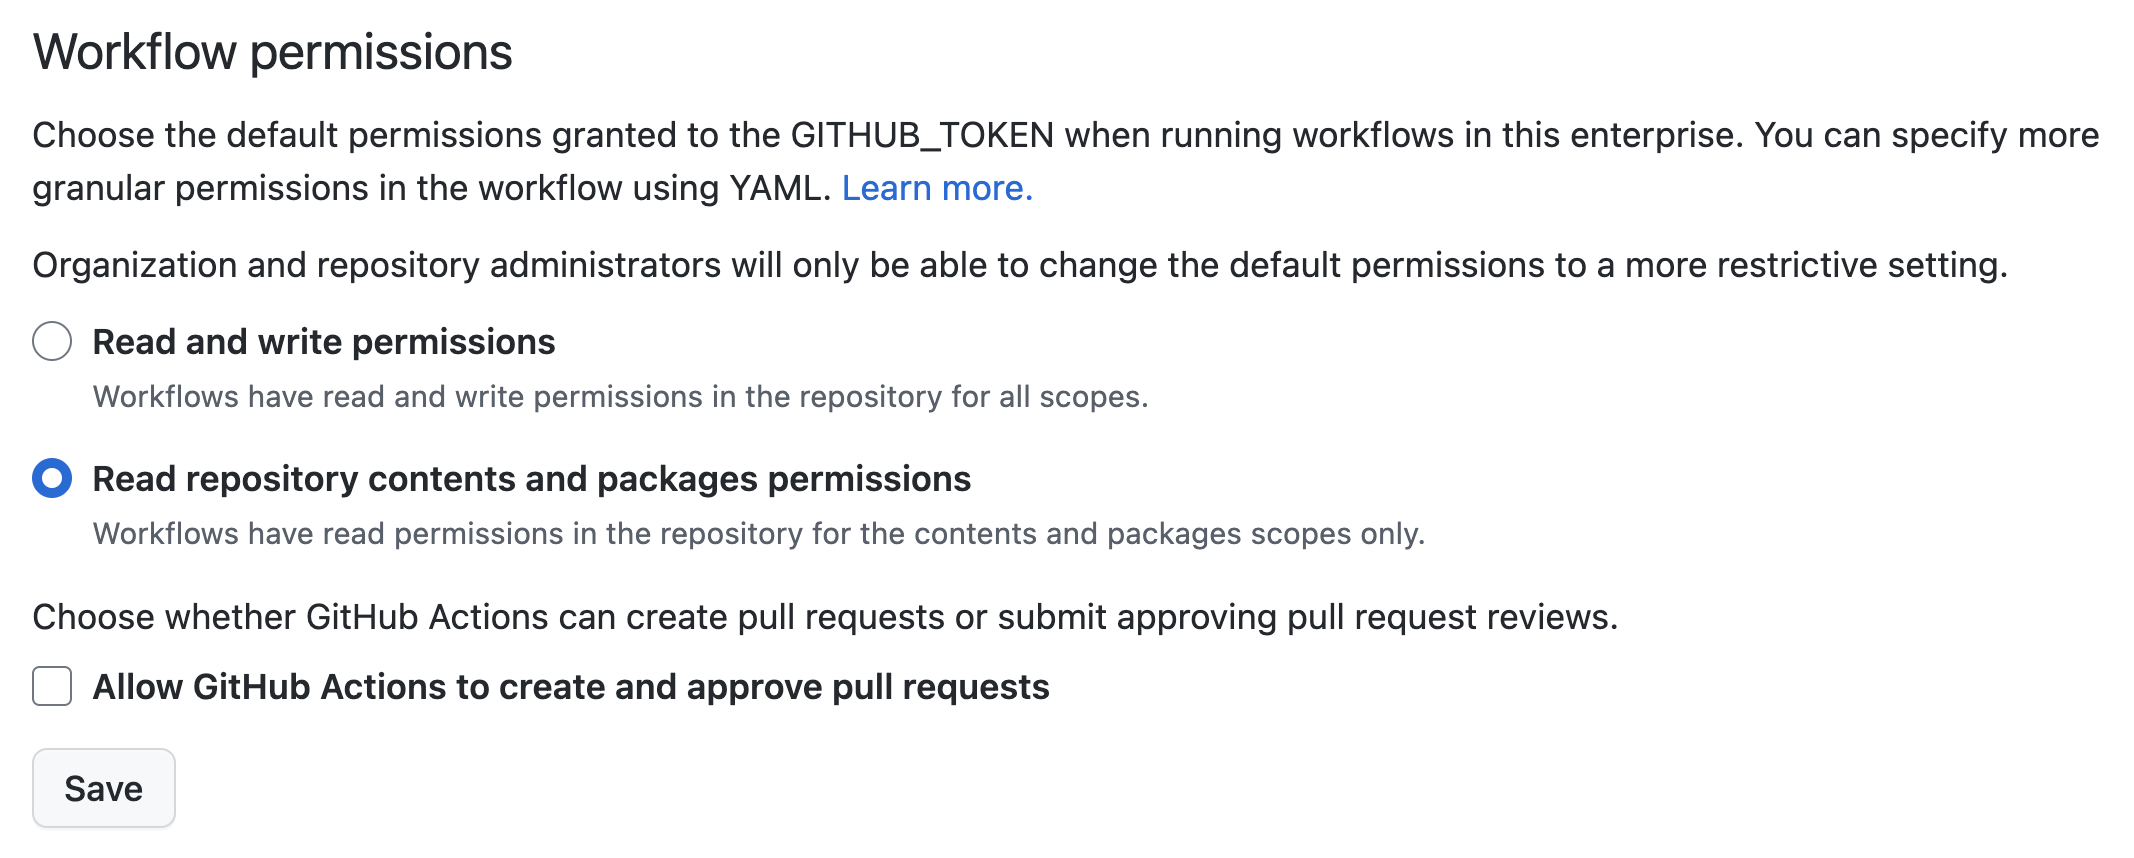 Workflow permissions
Choose the default permissions granted to the GITHUB_TOKEN when running workflows in this enterprise. You can specify more
granular permissions in the workflow using YAML. Learn more.
Organization and repository administrators will only be able to change the default permissions to a more restrictive setting.
Read and write permissions
Workflows have read and write permissions in the repository for all scopes.
Read repository contents and packages permissions
Workflows have read permissions in the repository for the contents and packages scopes only.
Choose whether GitHub Actions can create pull requests or submit approving pull request reviews.
Allow GitHub Actions to create and approve pull requests
Save